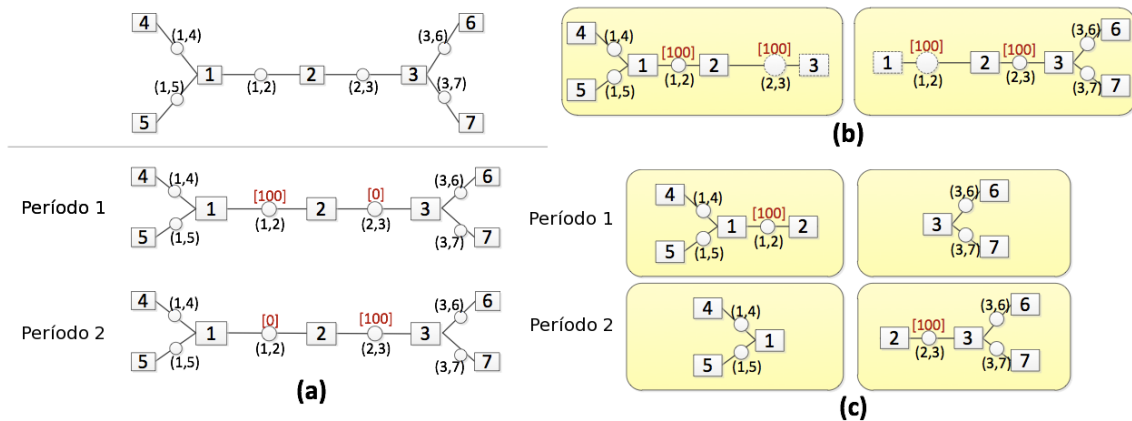 4 (1,4) (3,6) 6
1 (1,2) 2 (2,3) 3
5 (1,5) (3,7) 7
Período 1
4 (1,4) (3,6) 6
[100] [0]
1 (1,2) 2 (2,3) 3
5 (1,5) (3,7) 7
Período 2
4 (1,4) (3,6) 6
[0] [100]
1 (1,2) 2 (2,3) 3
5 (1,5) (3,7) 7
(a)
4 (1,4)
[100] [100]
1 (1,2) 2 (2,3) 3
5 (1,5)
(3,6) 6
[100] [100]
1 (1,2) 2 (2,3) 3
(3,7) 7
(b)
Período 1
4 (1,4)
[100]
1 (1,2) 2
5 (1,5)
(3,6) 6
3
(3,7) 7
Período 2
4 (1,4)
1
5 (1,5)
(3,6) 6
[100]
2 (2,3) 3
(3,7) 7
(c)